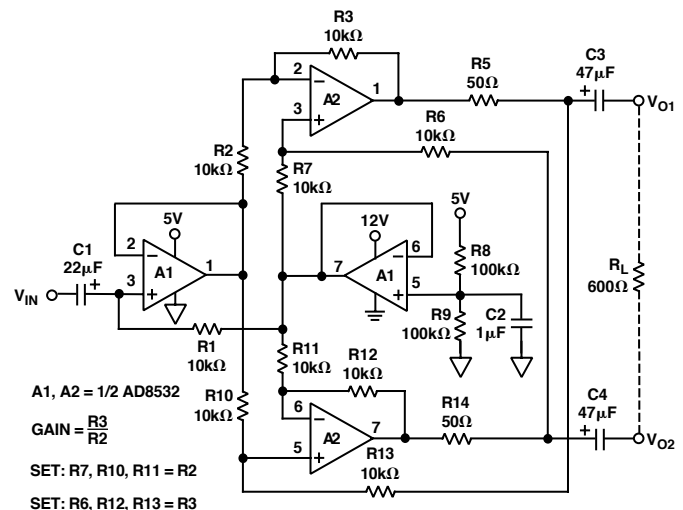 R3
10kΩ
2
1
A2
3
R5
50Ω
C3
47µF
+
VO1
R6
10kΩ
R2
10kΩ
R7
10kΩ
5V
12V
5V
2
1
A1
3
C1
22µF
+
VIN
7
6
A1
5
R8
100kΩ
R9
100kΩ
C2
1µF
RL
600Ω
R1
10kΩ
R11
10kΩ
R12
10kΩ
R10
10kΩ
6
7
A2
5
R14
50Ω
C4
47µF
+
VO2
R13
10kΩ
A1, A2 = 1/2 AD8532
GAIN = R3
R2
SET: R7, R10, R11 = R2
SET: R6, R12, R13 = R3